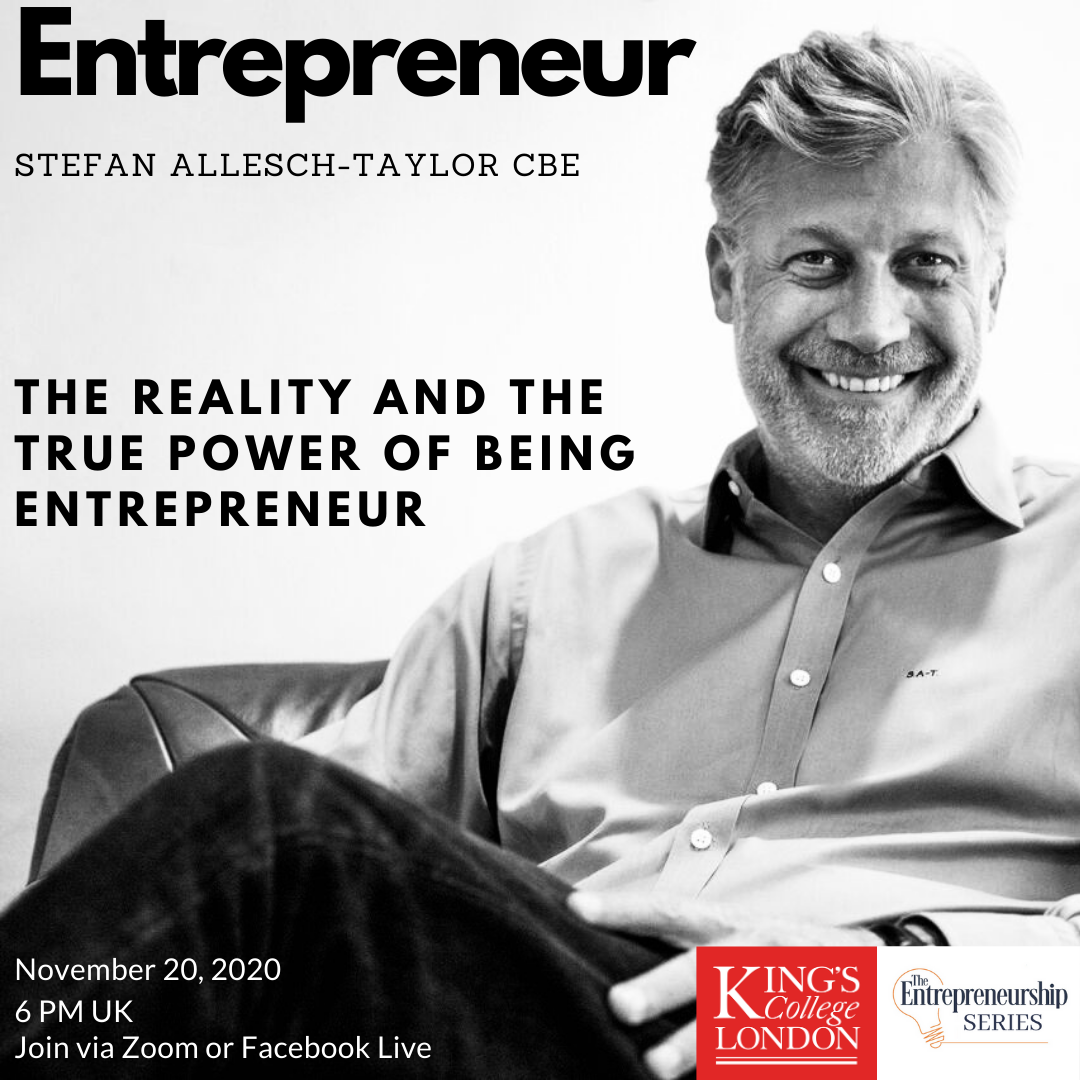 Entrepreneur
STEFAN ALLESCH-TAYLOR CBE
THE REALITY AND THE
TRUE POWER OF BEING
ENTREPRENEUR
S.A-T.
November 20, 2020
6 PM UK
Join via Zoom or Facebook Live
KING'S
College
LONDON
The
Entrepreneurship
SERIES